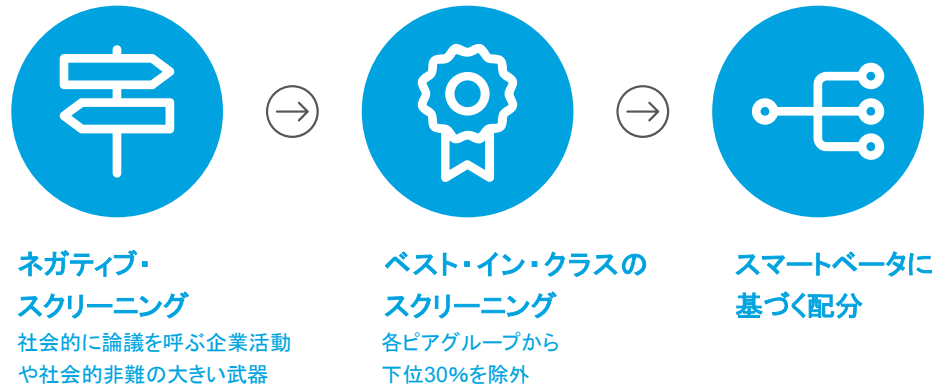 ネガティブ・
スクリーニング
社会的に論議を呼ぶ企業活動
や社会的非難の大きい武器
ベスト・イン・クラスの
スクリーニング
各ピアグループから
下位30%を除外
スマートベータに
基づく配分